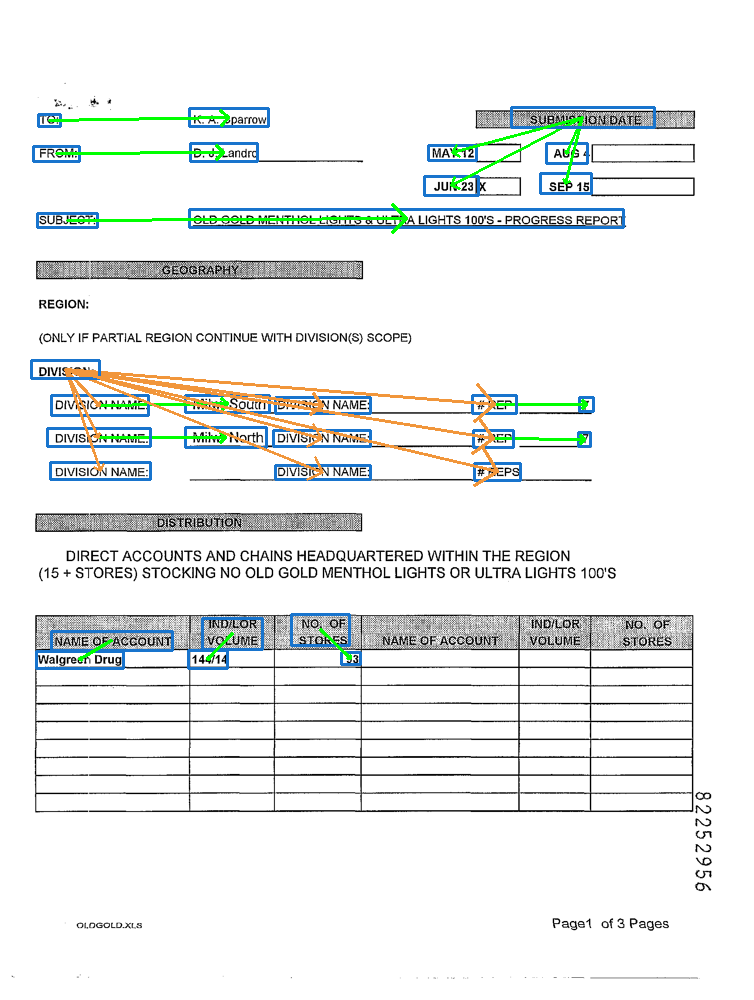 TO: K. A. Sparrow SUBMISSION DATE
FROM: D. J. Landro MAY 12 AUG 4
JUN 23 X SEP 15
SUBJECT: OLD GOLD MENTHOL LIGHTS & ULTRA LIGHTS 100'S - PROGRESS REPORT
GEOGRAPHY
REGION:
(ONLY IF PARTIAL REGION CONTINUE WITH DIVISION(S) SCOPE)
DIVISION:
DIVISION NAME: South DIVISION NAME: # REP
DIVISION NAME: North DIVISION NAME: # REP
DIVISION NAME: DIVISION NAME: # REPS
DISTRIBUTION
DIRECT ACCOUNTS AND CHAINS HEADQUARTERED WITHIN THE REGION
(15 + STORES) STOCKING NO OLD GOLD MENTHOL LIGHTS OR ULTRA LIGHTS 100'S
NAME OF ACCOUNT IND/LOR VOLUME NO. OF STORES NAME OF ACCOUNT IND/LOR VOLUME NO. OF STORES
Walgreen Drug 144/14
82252956
OLDGOLD.XLS Page1 of 3 Pages